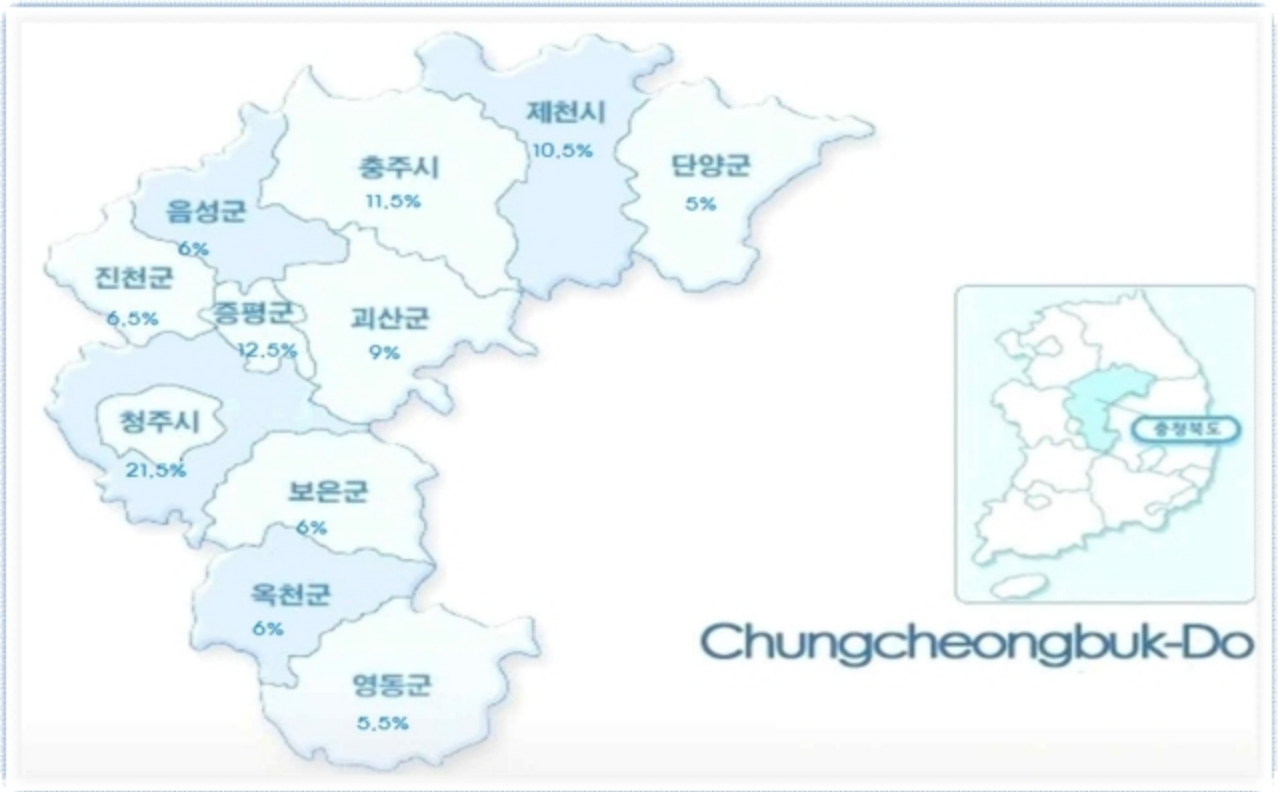 제천시
10.5%
단양군
5%
충주시
11.5%
음성군
6%
진천군
6.5%
증평군
12.5%
괴산군
9%
청주시
21.5%
보은군
6%
옥천군
6%
영동군
5.5%
충청북도
Chungcheongbuk-Do